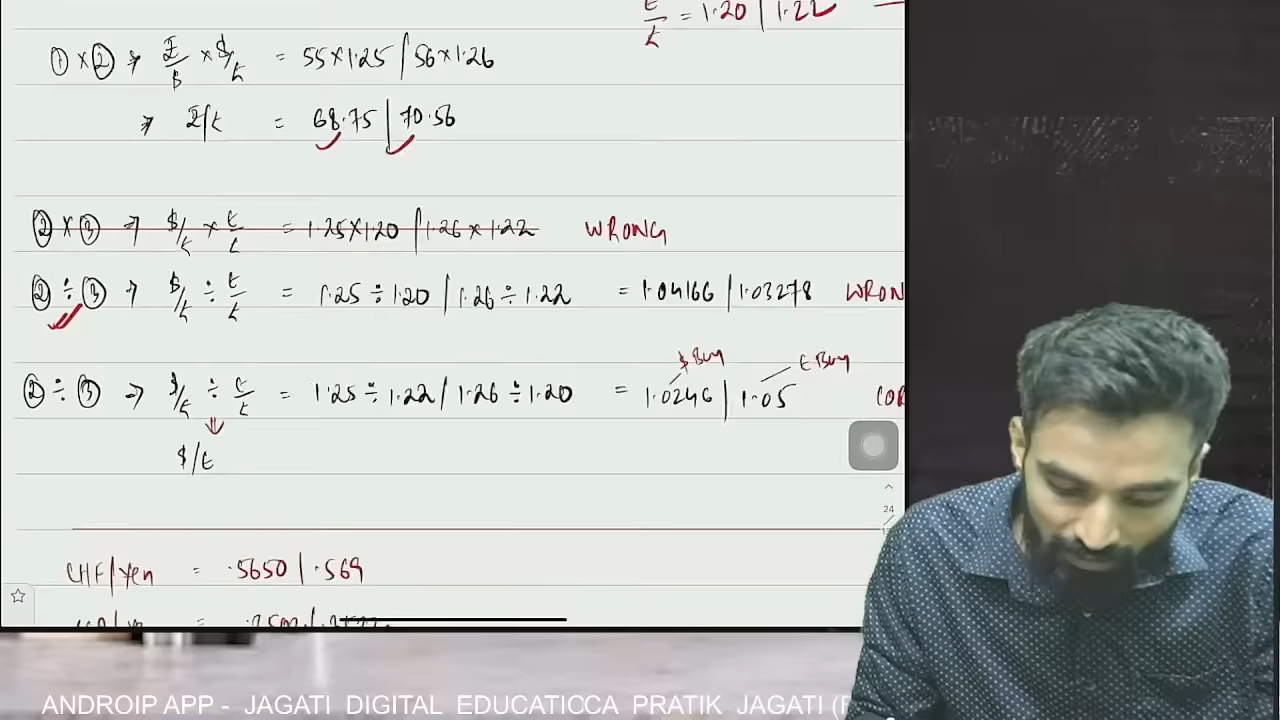 = 1.20 | 1.22
① × ② ⇒ ₹/$ × $/£ = 55×1.25 | 56×1.26
⇒ ₹/£ = 68.75 | 70.56
② × ③ ⇒ = 1.25×1.20 | 1.26×1.22 WRONG
② ÷ ③ ⇒ ÷ = 1.25÷1.20 | 1.26÷1.22 = 1.04166 | 1.03278 WRON
$ Buy € Buy
② ÷ ③ ⇒ ÷ = 1.25÷1.22 / 1.26÷1.20 = 1.0246 | 1.05 COR
$/€
24
CHF/Yen = .5650 | .569
ANDROIP APP - JAGATI DIGITAL EDUCATICCA PRATIK JAGATI (F